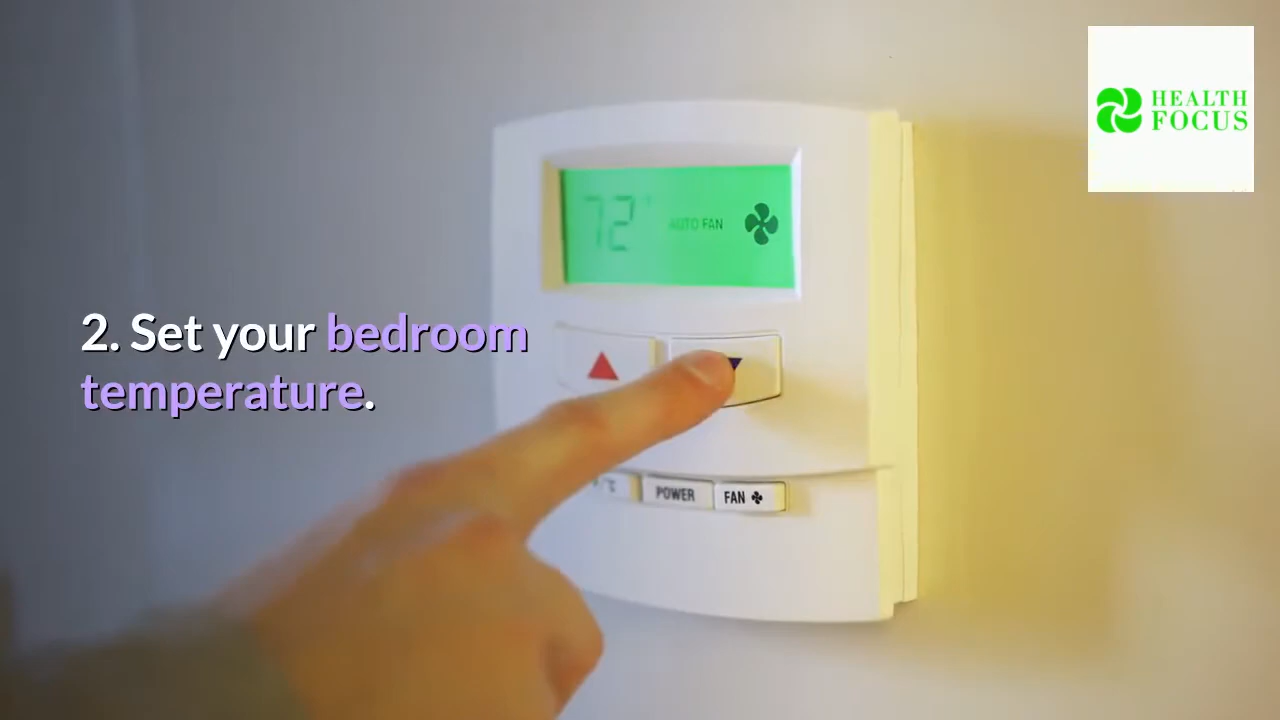 HEALTH
FOCUS
72°
AUTO FAN
2. Set your bedroom
temperature.
POWER
FAN